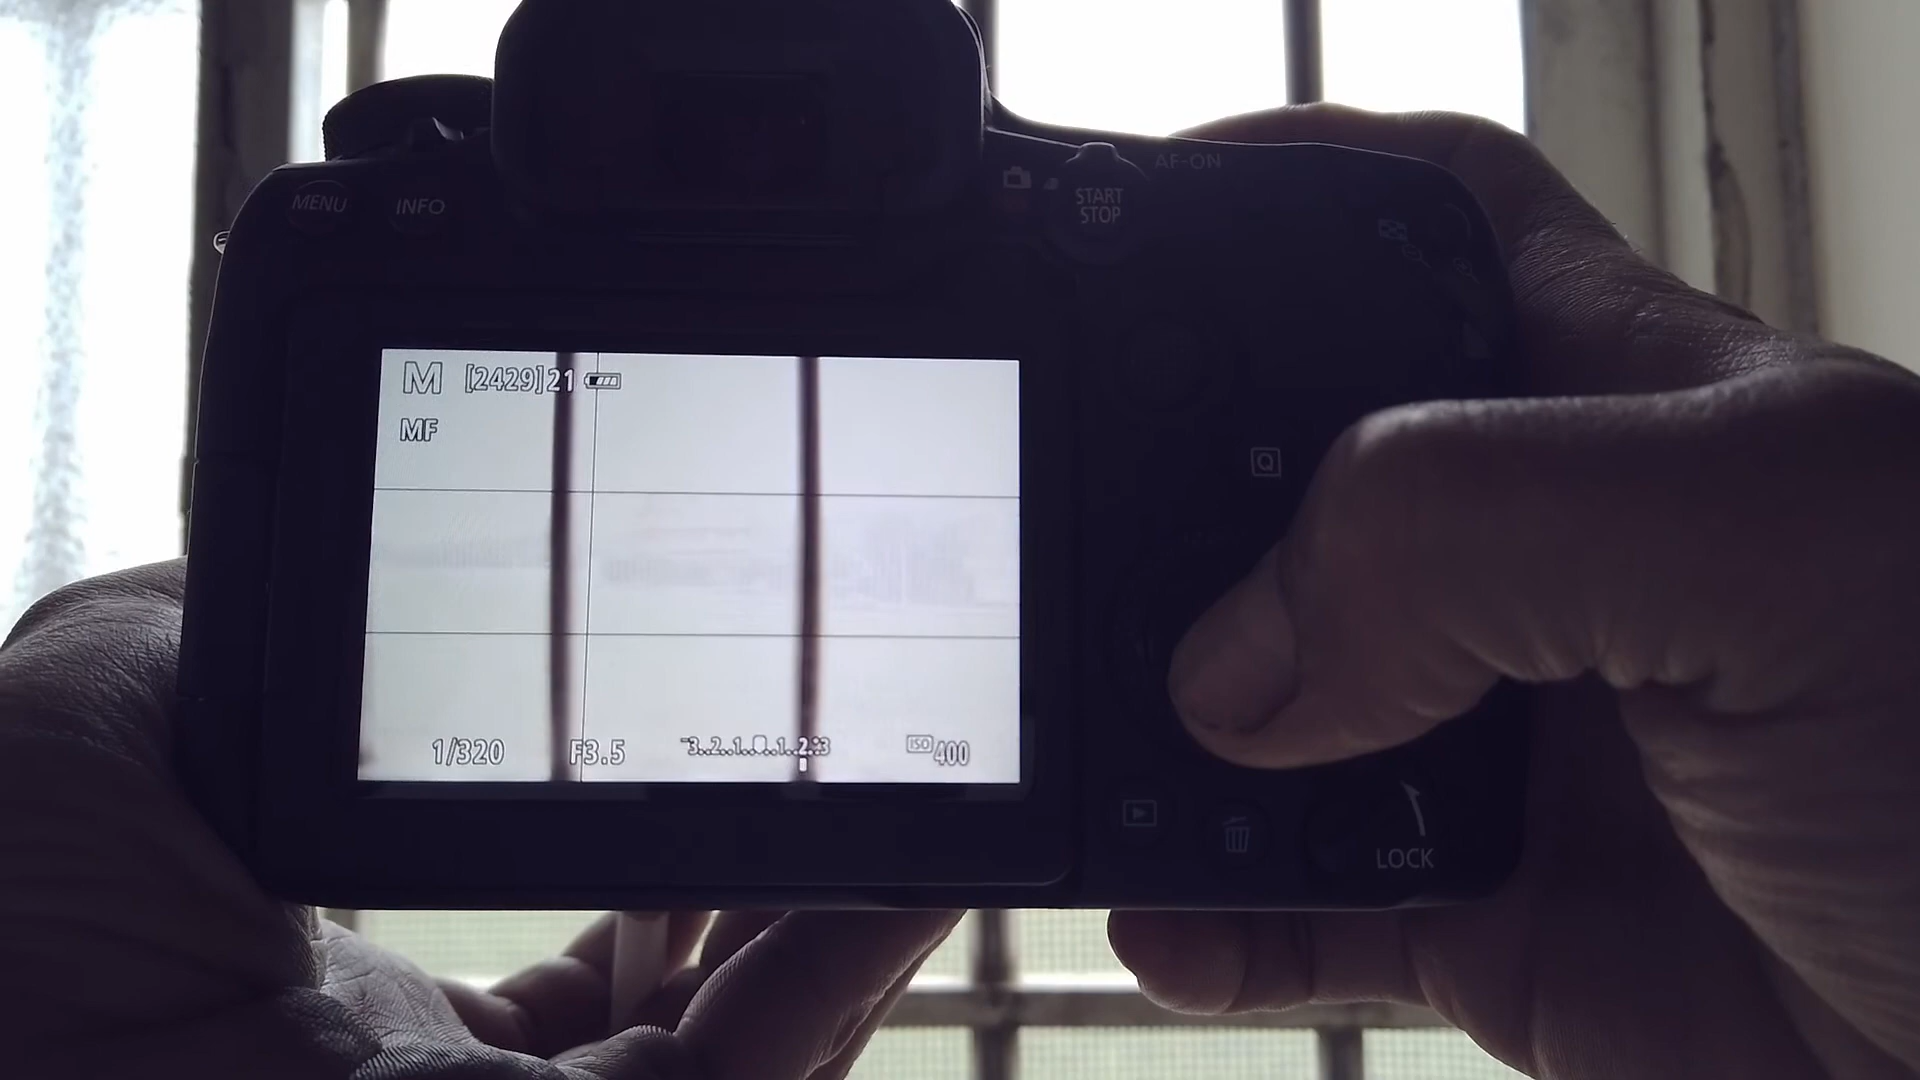 AF-ON
MENU
INFO
START
STOP
M [2429] 21
MF
Q
1/320 F3.5 -3..2..1..0..1..2..3 ISO 400
LOCK